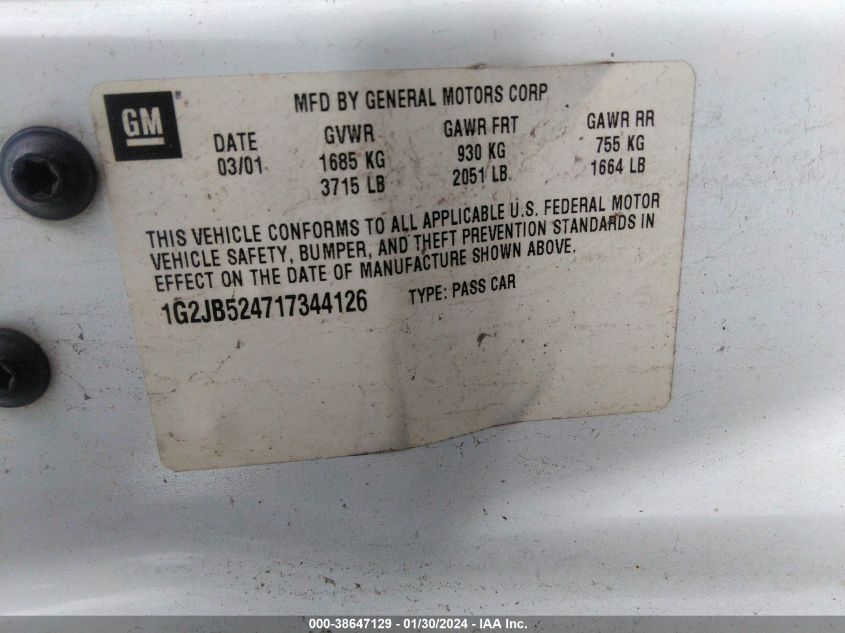 GM®
MFD BY GENERAL MOTORS CORP
DATE GVWR GAWR FRT GAWR RR
03/01 1685 KG 930 KG 755 KG
3715 LB 2051 LB 1664 LB
THIS VEHICLE CONFORMS TO ALL APPLICABLE U.S. FEDERAL MOTOR
VEHICLE SAFETY, BUMPER, AND THEFT PREVENTION STANDARDS IN
EFFECT ON THE DATE OF MANUFACTURE SHOWN ABOVE.
1G2JB524717344126 TYPE: PASS CAR
000-38647129 - 01/30/2024 - IAA Inc.